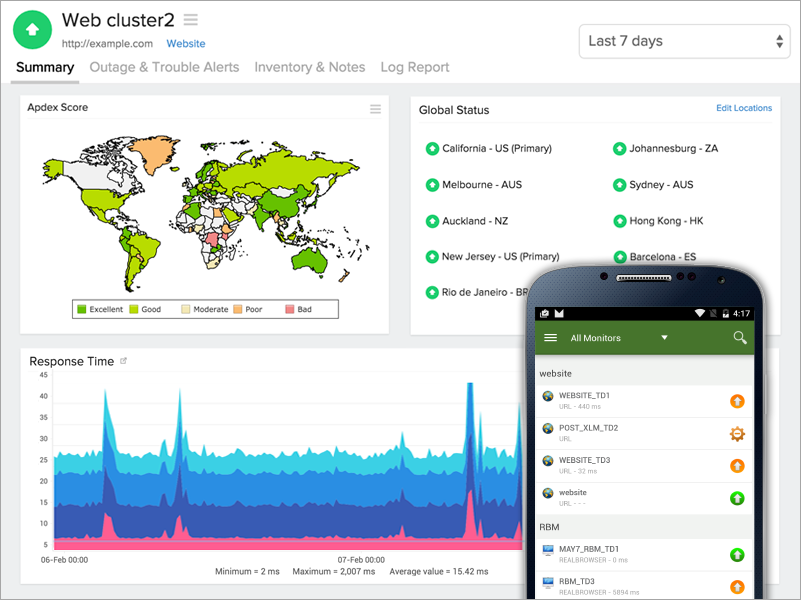 Web cluster2
http://example.com Website
Last 7 days
Summary Outage & Trouble Alerts Inventory & Notes Log Report
Apdex Score
Excellent Good Moderate Poor Bad
Global Status Edit Locations
California - US (Primary) Johannesburg - ZA
Melbourne - AUS Sydney - AUS
Auckland - NZ Hong Kong - HK
New Jersey - US (Primary) Barcelona - ES
Rio de Janeiro - BR
Response Time
45
40
35
30
25
20
15
10
5
06-Feb 00:00 07-Feb 00:00
Minimum = 2 ms Maximum = 2,007 ms Average value = 15.42 ms
4:17
All Monitors
website
WEBSITE_TD1
URL - 440 ms
POST_XLM_TD2
URL
WEBSITE_TD3
URL - 32 ms
website
URL - - -
RBM
MAY7_RBM_TD1
REALBROWSER - 0 ms
RBM_TD3
REALBROWSER - 5894 ms